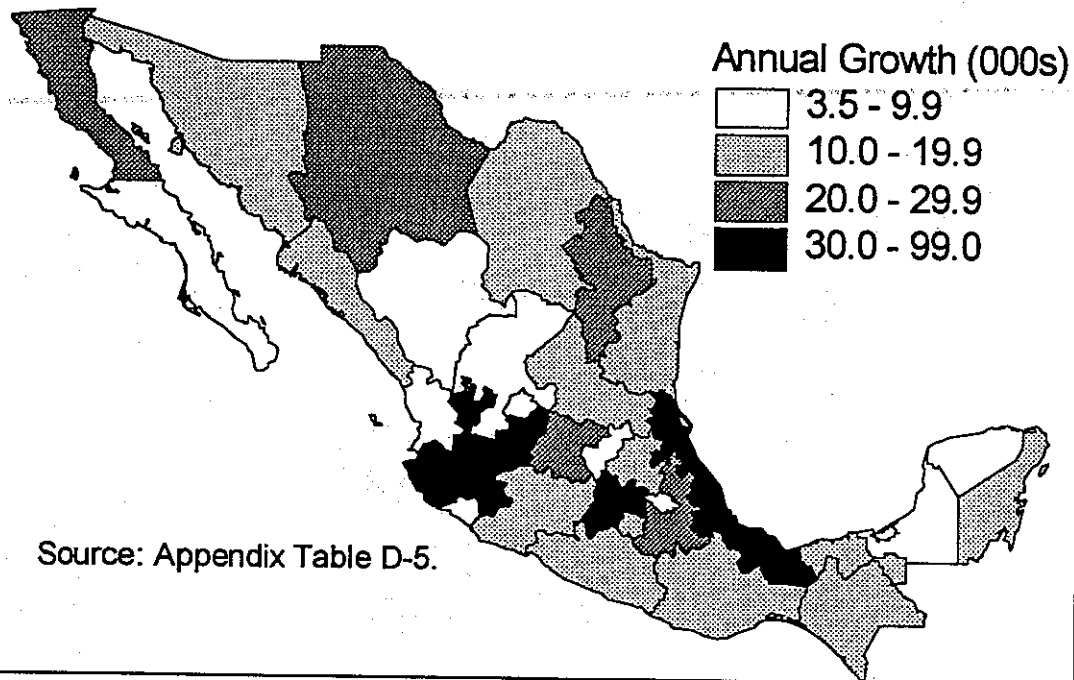 Annual Growth (000s)
3.5 - 9.9
10.0 - 19.9
20.0 - 29.9
30.0 - 99.0
Source: Appendix Table D-5.